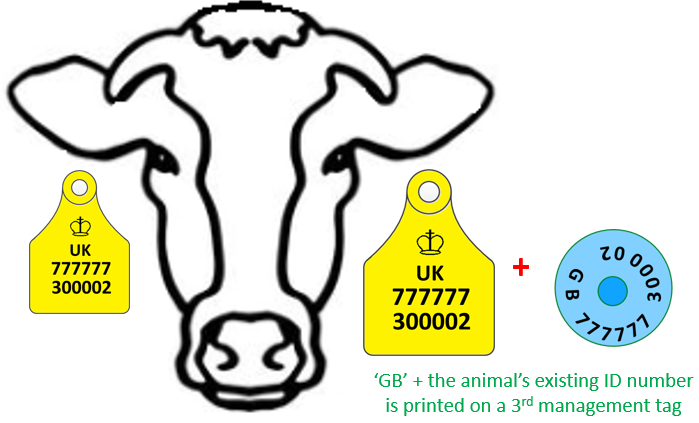 UK
777777
300002
UK
777777
300002
+
GB 777777 300002
‘GB’ + the animal’s existing ID number
is printed on a 3rd management tag